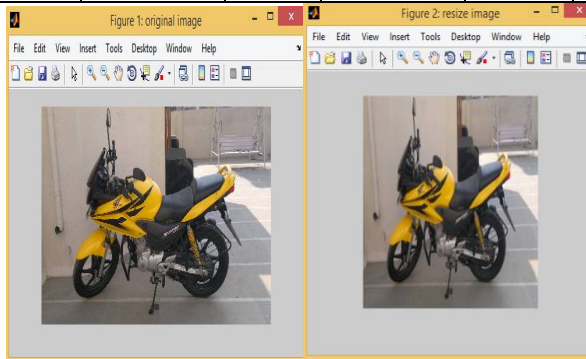 Figure 1: original image
File Edit View Insert Tools Desktop Window Help
Figure 2: resize image
File Edit View Insert Tools Desktop Window Help